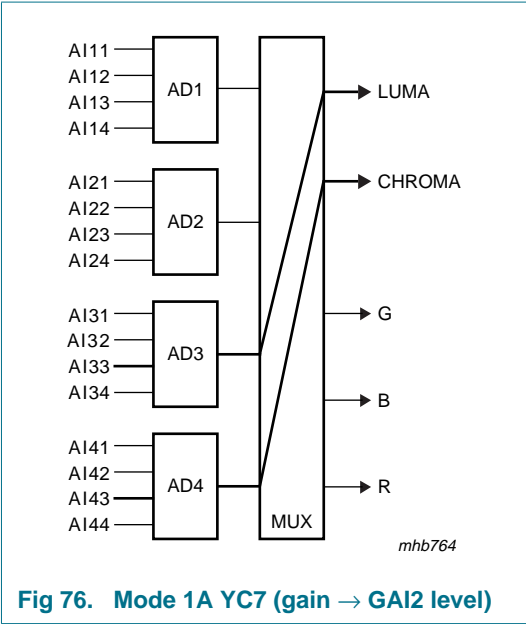 AI11
AI12
AI13
AI14
AD1
AI21
AI22
AI23
AI24
AD2
AI31
AI32
AI33
AI34
AD3
AI41
AI42
AI43
AI44
AD4
MUX
LUMA
CHROMA
G
B
R
mhb764
Fig 76. Mode 1A YC7 (gain → GAI2 level)